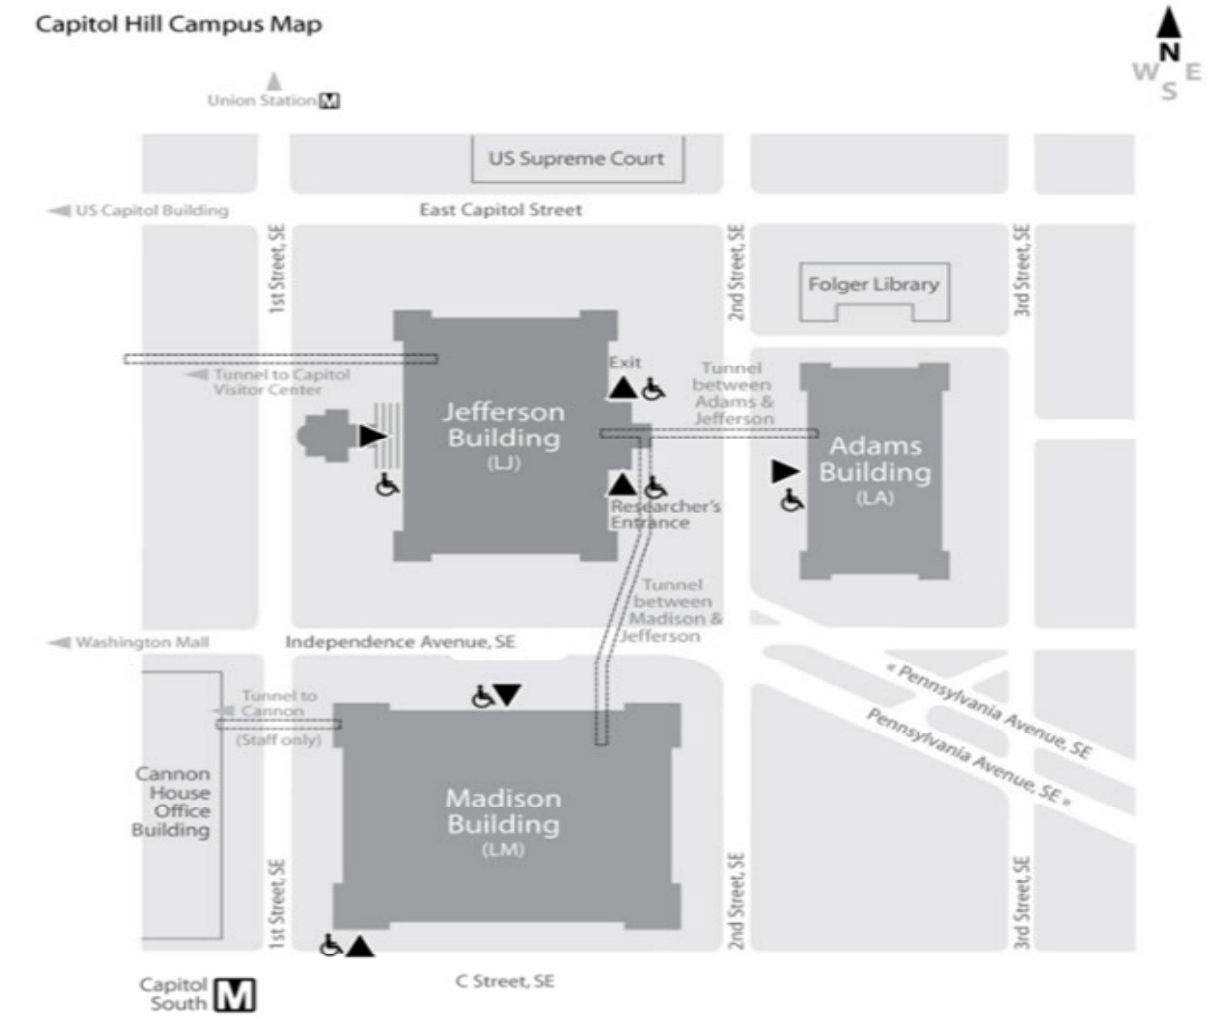 Capitol Hill Campus Map
N
W E
S
Union Station M
US Supreme Court
US Capitol Building
East Capitol Street
1st Street, SE
2nd Street, SE
3rd Street, SE
Folger Library
Exit
Tunnel to Capitol
Visitor Center
Tunnel
between
Adams &
Jefferson
Jefferson
Building
(LJ)
Adams
Building
(LA)
Researcher's
Entrance
Tunnel
between
Madison &
Jefferson
Washington Mall
Independence Avenue, SE
« Pennsylvania Avenue, SE
Pennsylvania Avenue, SE »
Tunnel to
Cannon
(Staff only)
Cannon
House
Office
Building
Madison
Building
(LM)
1st Street, SE
2nd Street, SE
3rd Street, SE
Capitol
South M
C Street, SE